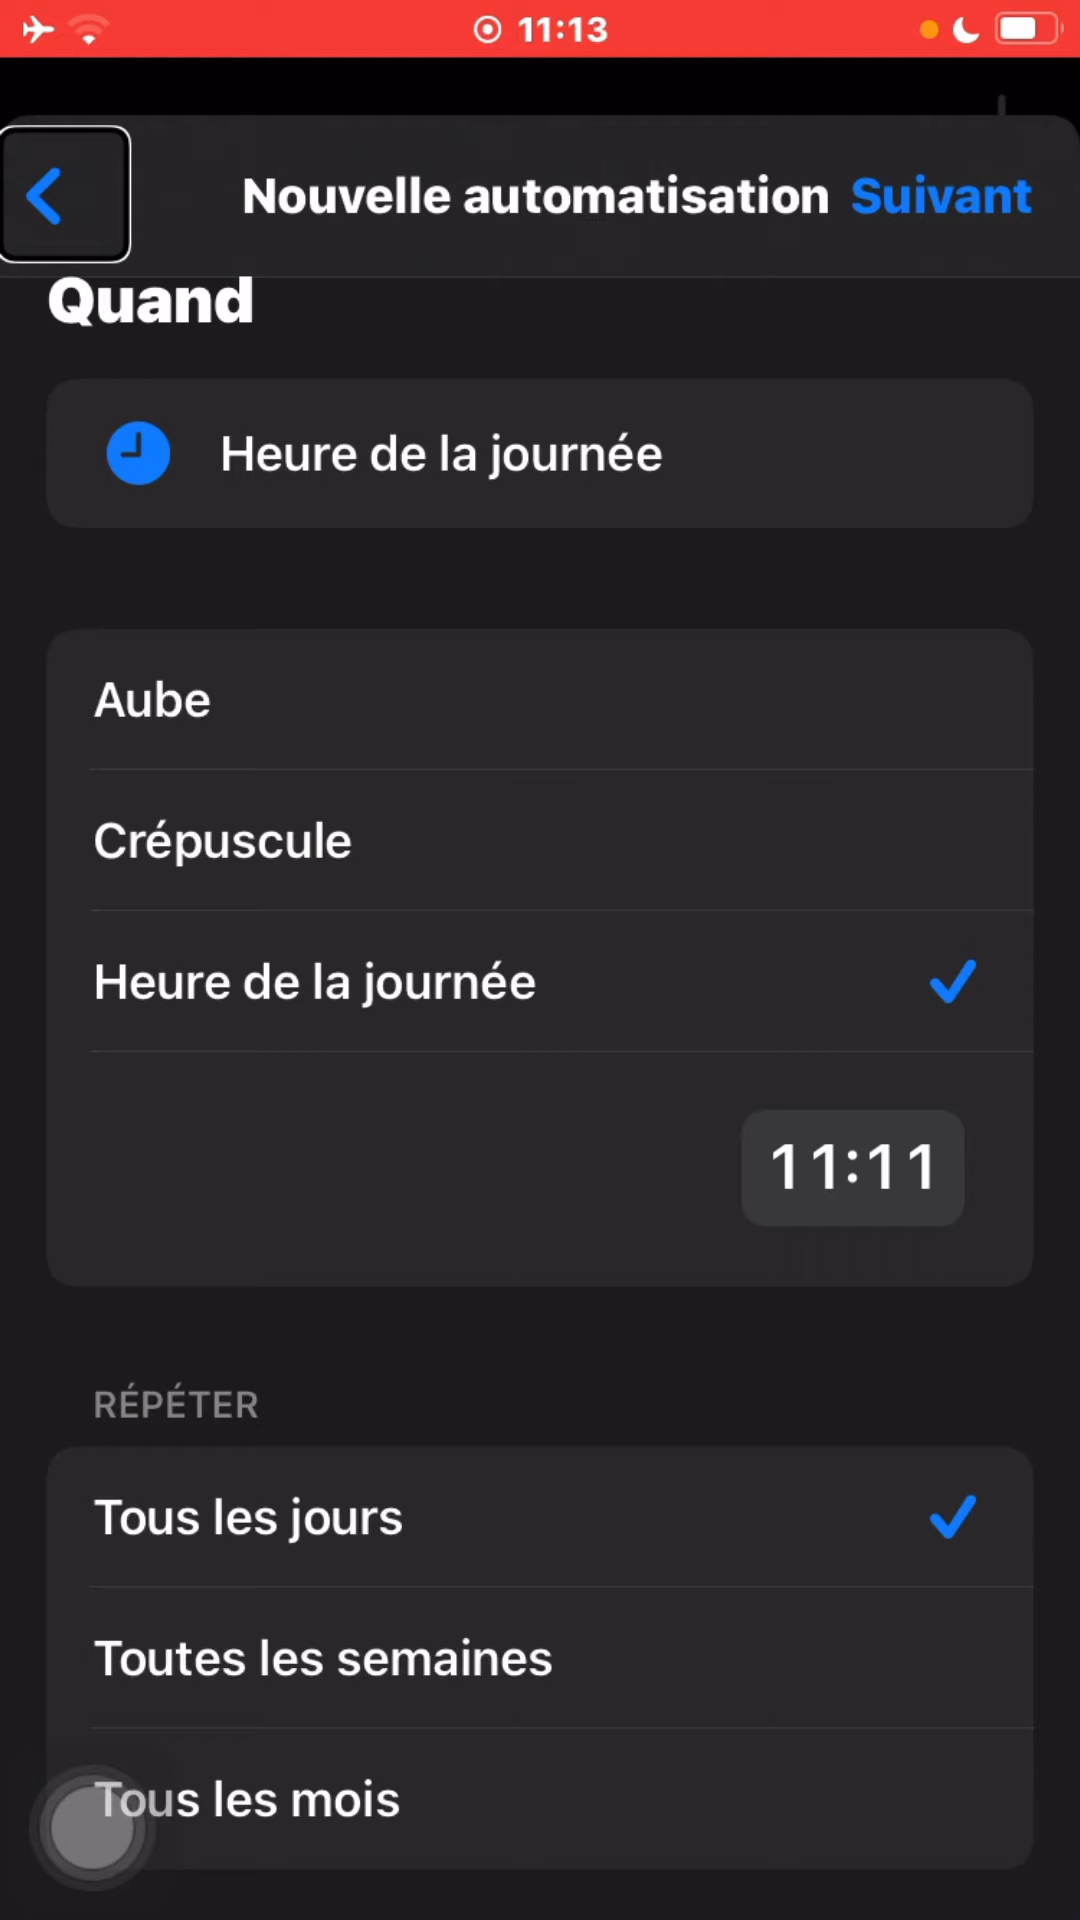 11:13
Nouvelle automatisation
Suivant
Quand
Heure de la journée
Aube
Crépuscule
Heure de la journée
11:11
RÉPÉTER
Tous les jours
Toutes les semaines
Tous les mois